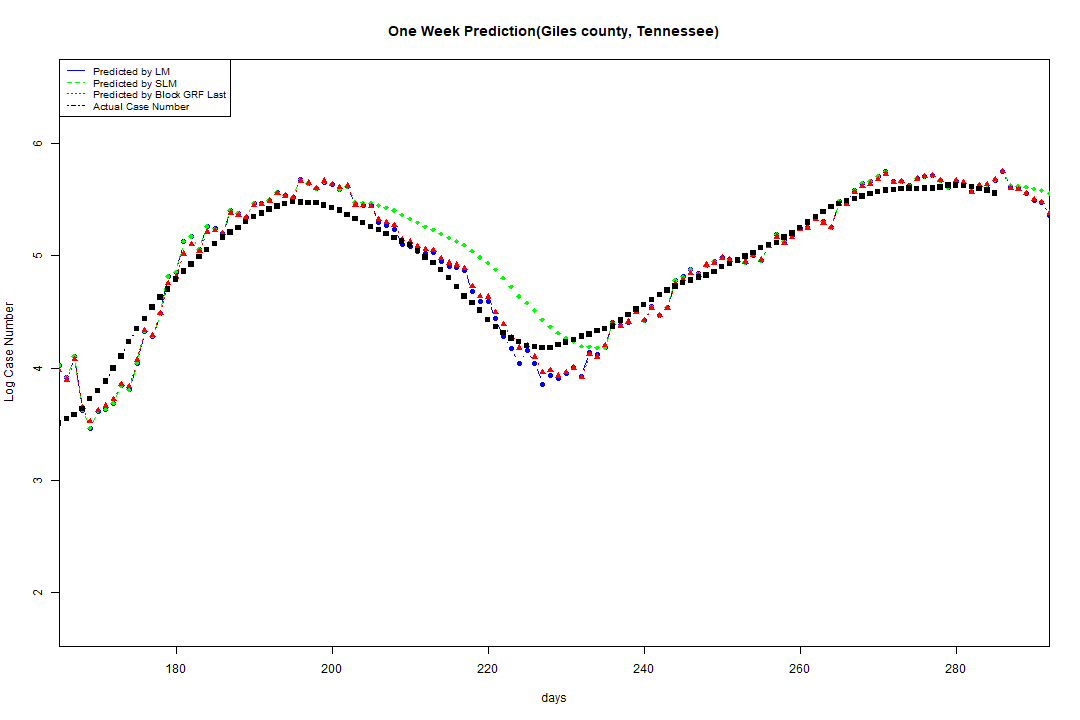 One Week Prediction(Giles county, Tennessee)
Predicted by LM
Predicted by SLM
Predicted by Block GRF Last
Actual Case Number
6
5
4
3
2
Log Case Number
180 200 220 240 260 280
days